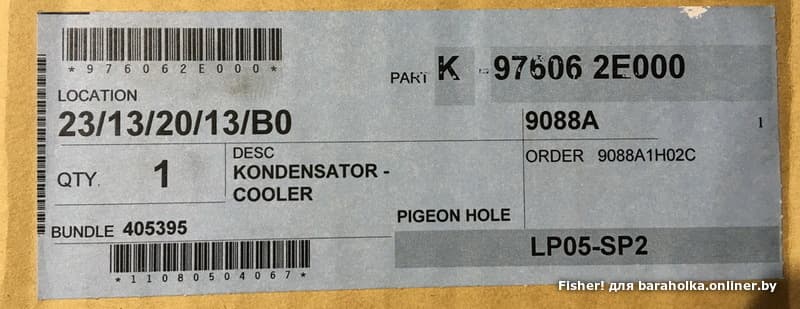 *976062E000*
PART K - 97606 2E000
LOCATION
23/13/20/13/B0
9088A
1
QTY. 1
DESC
KONDENSATOR -
COOLER
ORDER 9088A1H02C
BUNDLE 405395
PIGEON HOLE
LP05-SP2
*11080504067*
Fisher! для baraholka.onliner.by